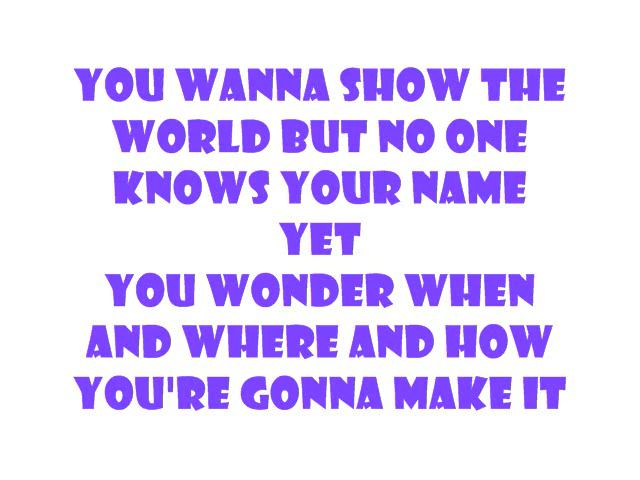 YOU WANNA SHOW THE
WORLD BUT NO ONE
KNOWS YOUR NAME
YET
YOU WONDER WHEN
AND WHERE AND HOW
YOU'RE GONNA MAKE IT